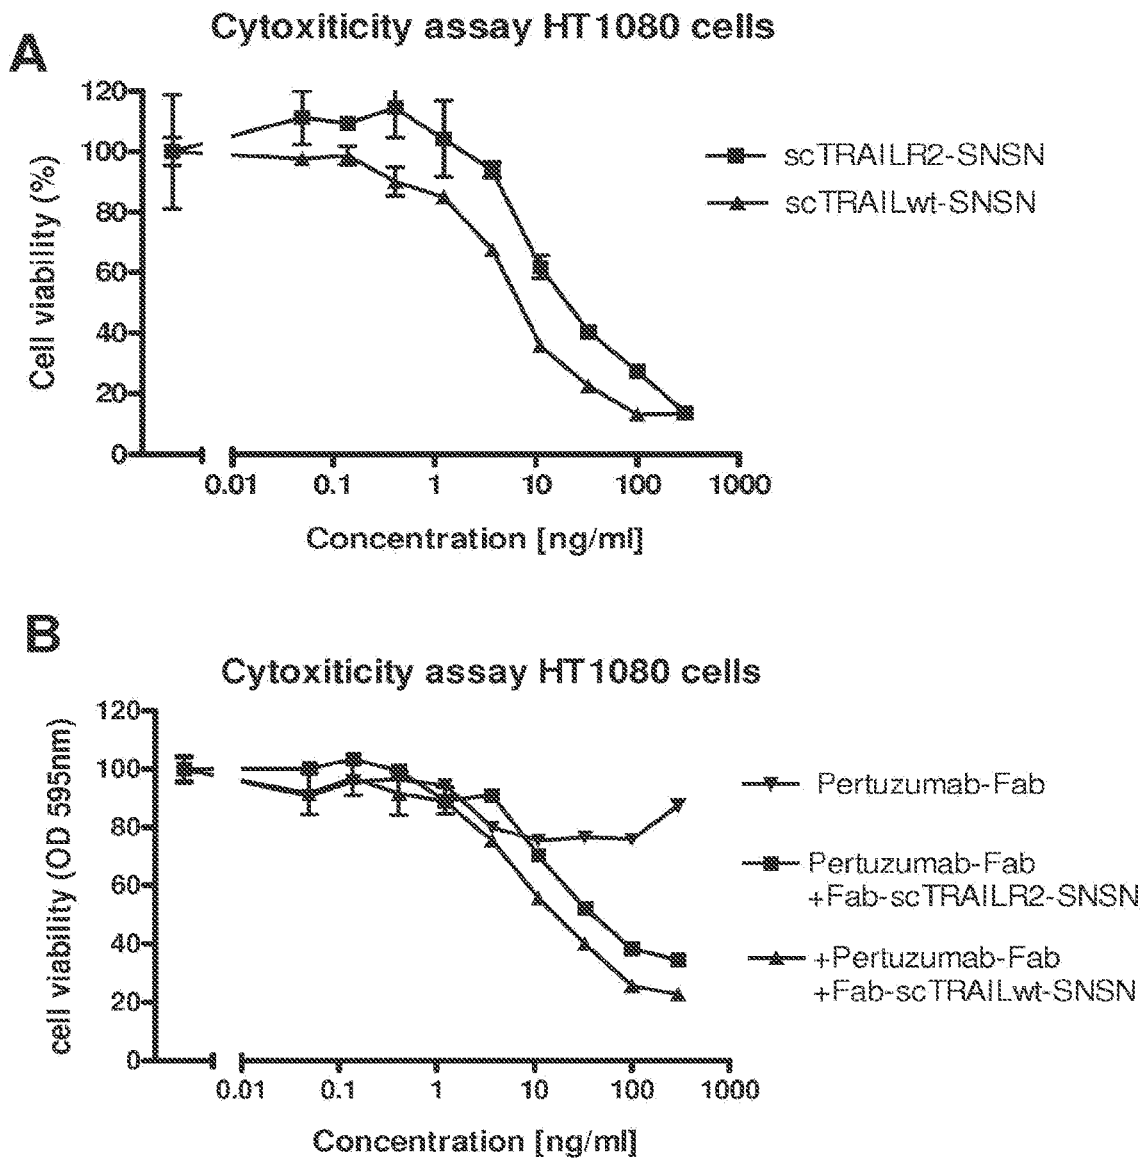 A
Cytoxiticity assay HT1080 cells
120
100
80
60
40
20
0
Cell viability (%)
0.01 0.1 1 10 100 1000
Concentration [ng/ml]
scTRAILR2-SNSN
scTRAILwt-SNSN
B
Cytoxiticity assay HT1080 cells
120
100
80
60
40
20
0
cell viability (OD 595nm)
0.01 0.1 1 10 100 1000
Concentration [ng/ml]
Pertuzumab-Fab
Pertuzumab-Fab
+Fab-scTRAILR2-SNSN
+Pertuzumab-Fab
+Fab-scTRAILwt-SNSN